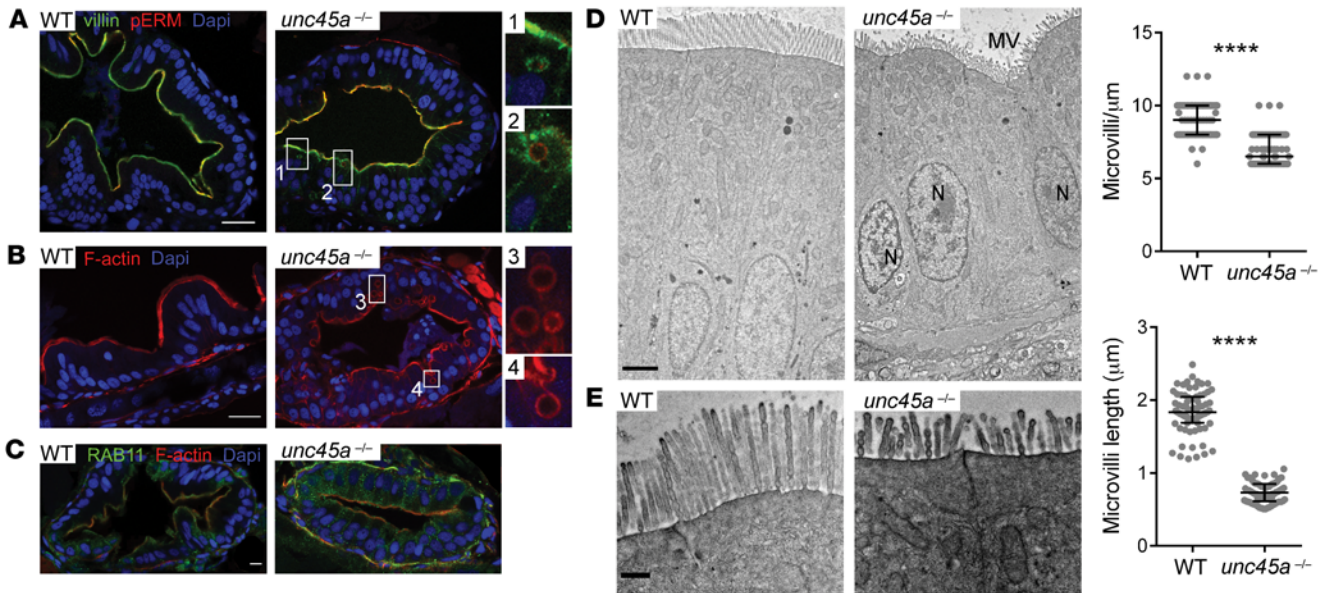 A
WT villin pERM Dapi
unc45a –/–
1
2
1
2
B
WT F-actin Dapi
unc45a –/–
3
4
3
4
C
WT RAB11 F-actin Dapi
unc45a –/–
D
WT
unc45a –/–
MV
N
N
N
E
WT
unc45a –/–
Microvilli/μm
15
10
5
0
****
WT unc45a –/–
Microvilli length (μm)
3
2
1
0
****
WT unc45a –/–